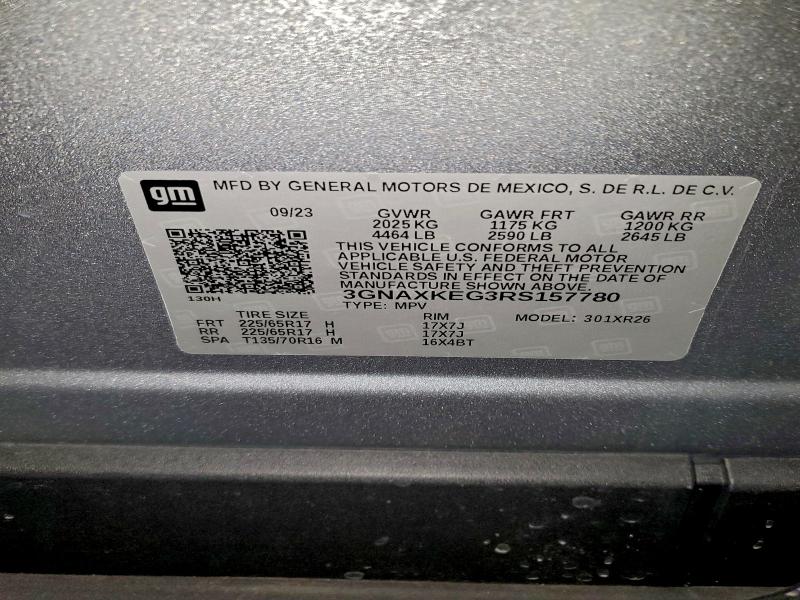 gm MFD BY GENERAL MOTORS DE MEXICO, S. DE R.L. DE C.V.
09/23 GVWR GAWR FRT GAWR RR
2025 KG 1175 KG 1200 KG
4464 LB 2590 LB 2645 LB
THIS VEHICLE CONFORMS TO ALL
APPLICABLE U.S. FEDERAL MOTOR
VEHICLE SAFETY AND THEFT PREVENTION
STANDARDS IN EFFECT ON THE DATE OF
MANUFACTURE SHOWN ABOVE.
130H 3GNAXKEG3RS157780
TYPE: MPV
TIRE SIZE RIM MODEL: 301XR26
FRT 225/65R17 H 17X7J
RR 225/65R17 H 17X7J
SPA T135/70R16 M 16X4BT